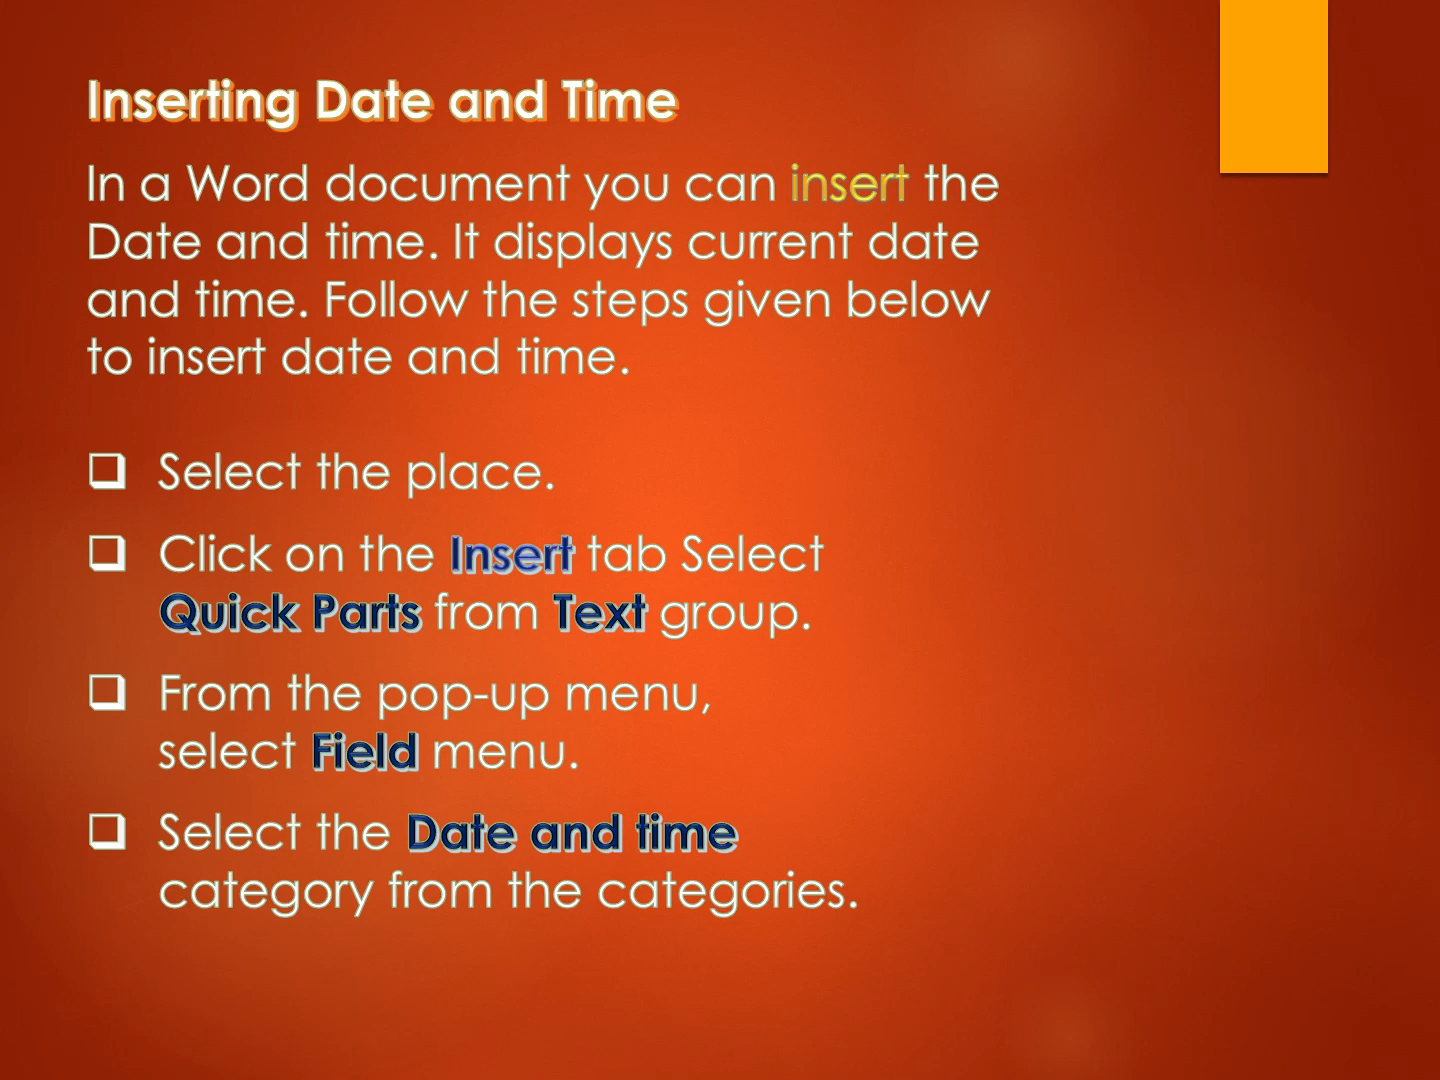 Inserting Date and Time
In a Word document you can insert the
Date and time. It displays current date
and time. Follow the steps given below
to insert date and time.
❑ Select the place.
❑ Click on the Insert tab Select
Quick Parts from Text group.
❑ From the pop-up menu,
select Field menu.
❑ Select the Date and time
category from the categories.